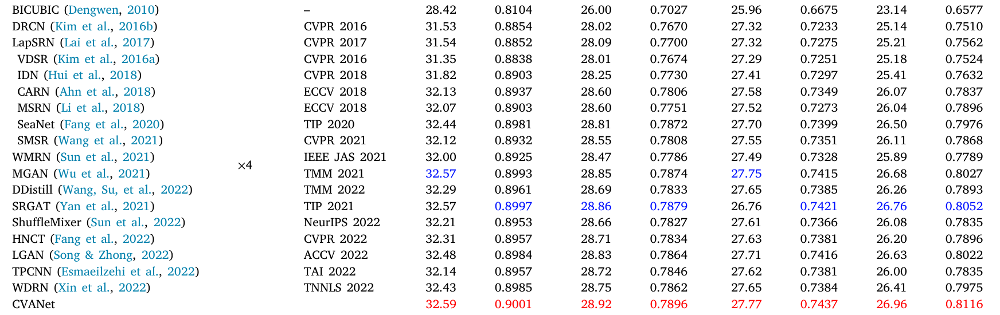 BICUBIC (Dengwen, 2010) – 28.42 0.8104 26.00 0.7027 25.96 0.6675 23.14 0.6577
DRCN (Kim et al., 2016b) CVPR 2016 31.53 0.8854 28.02 0.7670 27.32 0.7233 25.14 0.7510
LapSRN (Lai et al., 2017) CVPR 2017 31.54 0.8852 28.09 0.7700 27.32 0.7275 25.21 0.7562
VDSR (Kim et al., 2016a) CVPR 2016 31.35 0.8838 28.01 0.7674 27.29 0.7251 25.18 0.7524
IDN (Hui et al., 2018) CVPR 2018 31.82 0.8903 28.25 0.7730 27.41 0.7297 25.41 0.7632
CARN (Ahn et al., 2018) ECCV 2018 32.13 0.8937 28.60 0.7806 27.58 0.7349 26.07 0.7837
MSRN (Li et al., 2018) ECCV 2018 32.07 0.8903 28.60 0.7751 27.52 0.7273 26.04 0.7896
SeaNet (Fang et al., 2020) TIP 2020 32.44 0.8981 28.81 0.7872 27.70 0.7399 26.50 0.7976
SMSR (Wang et al., 2021) CVPR 2021 32.12 0.8932 28.55 0.7808 27.55 0.7351 26.11 0.7868
WMRN (Sun et al., 2021) IEEE JAS 2021 32.00 0.8925 28.47 0.7786 27.49 0.7328 25.89 0.7789
×4
MGAN (Wu et al., 2021) TMM 2021 32.57 0.8993 28.85 0.7874 27.75 0.7415 26.68 0.8027
DDistill (Wang, Su, et al., 2022) TMM 2022 32.29 0.8961 28.69 0.7833 27.65 0.7385 26.26 0.7893
SRGAT (Yan et al., 2021) TIP 2021 32.57 0.8997 28.86 0.7879 26.76 0.7421 26.76 0.8052
ShuffleMixer (Sun et al., 2022) NeurIPS 2022 32.21 0.8953 28.66 0.7827 27.61 0.7366 26.08 0.7835
HNCT (Fang et al., 2022) CVPR 2022 32.31 0.8957 28.71 0.7834 27.63 0.7381 26.20 0.7896
LGAN (Song & Zhong, 2022) ACCV 2022 32.48 0.8984 28.83 0.7864 27.71 0.7416 26.63 0.8022
TPCNN (Esmaeilzehi et al., 2022) TAI 2022 32.14 0.8957 28.72 0.7846 27.62 0.7381 26.00 0.7835
WDRN (Xin et al., 2022) TNNLS 2022 32.43 0.8985 28.75 0.7862 27.65 0.7384 26.41 0.7975
CVANet 32.59 0.9001 28.92 0.7896 27.77 0.7437 26.96 0.8116